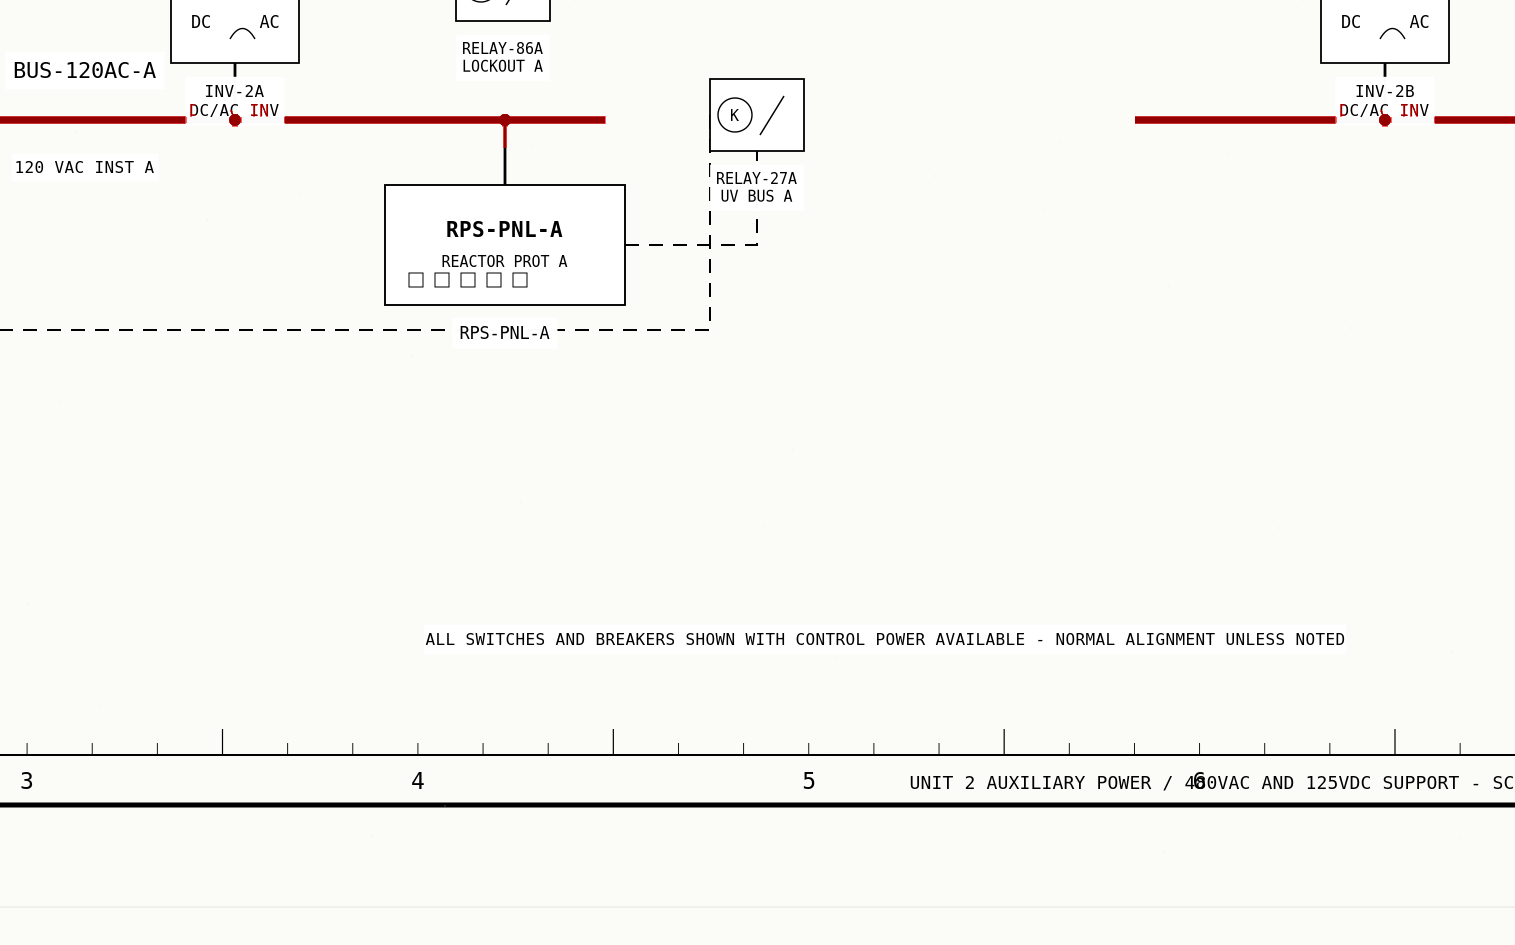 DC AC
DC AC
RELAY-86A
LOCKOUT A
BUS-120AC-A
INV-2A
DC/AC INV
INV-2B
DC/AC INV
K
120 VAC INST A
RELAY-27A
UV BUS A
RPS-PNL-A
REACTOR PROT A
RPS-PNL-A
ALL SWITCHES AND BREAKERS SHOWN WITH CONTROL POWER AVAILABLE - NORMAL ALIGNMENT UNLESS NOTED
3 4 5 6
UNIT 2 AUXILIARY POWER / 480VAC AND 125VDC SUPPORT - SC